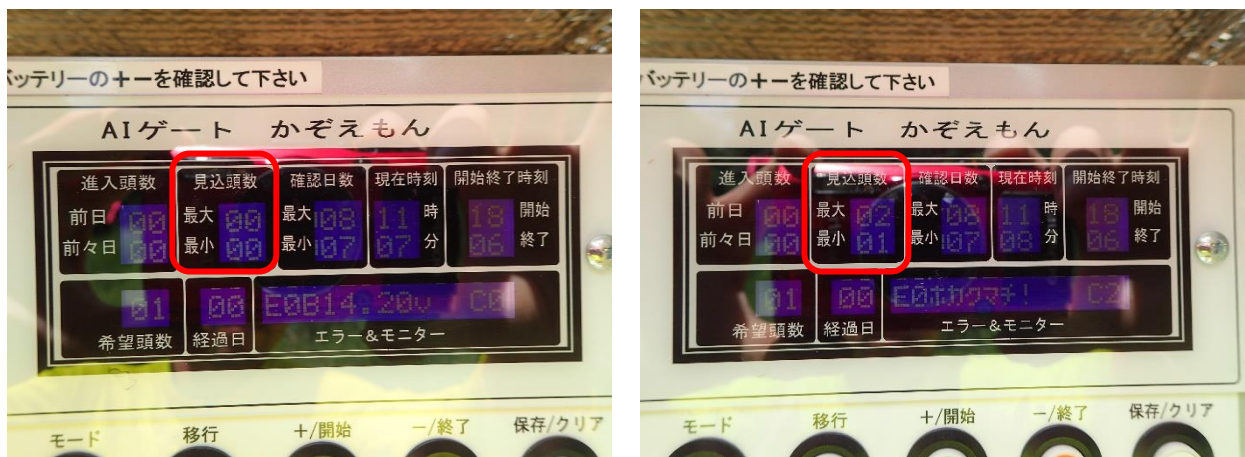 バッテリーの+ーを確認して下さい
AIゲート かぞえもん
進入頭数 見込頭数 確認日数 現在時刻 開始終了時刻
前日 00 最大 00 最大 08 11 時 18 開始
前々日 00 最小 00 最小 07 07 分 06 終了
01 00 E0B14.20v C0
希望頭数 経過日 エラー&モニター
モード 移行 +/開始 -/終了 保存/クリア
バッテリーの+ーを確認して下さい
AIゲート かぞえもん
進入頭数 見込頭数 確認日数 現在時刻 開始終了時刻
前日 00 最大 02 最大 08 11 時 18 開始
前々日 00 最小 01 最小 07 08 分 06 終了
01 00 E0ホカクマチ! C2
希望頭数 経過日 エラー&モニター
モード 移行 +/開始 -/終了 保存/クリア